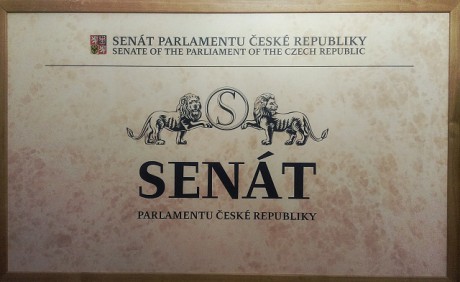 SENÁT PARLAMENTU ČESKÉ REPUBLIKY
SENATE OF THE PARLIAMENT OF THE CZECH REPUBLIC
S
SENÁT
PARLAMENTU ČESKÉ REPUBLIKY